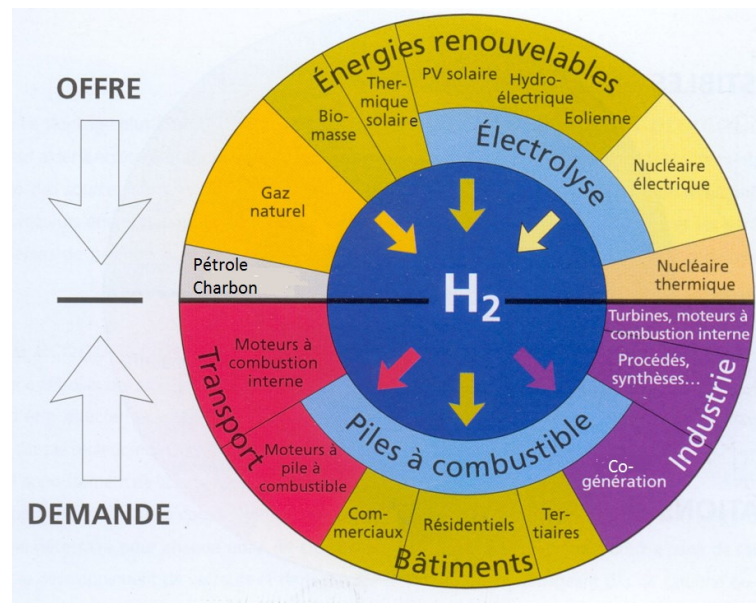 OFFRE
Énergies renouvelables
Bio-
masse
Ther-
mique
solaire
PV solaire
Hydro-
électrique
Eolienne
Électrolyse
Nucléaire
électrique
Nucléaire
thermique
Gaz
naturel
Pétrole
Charbon
H2
DEMANDE
Transport
Moteurs à
combustion
interne
Moteurs à
pile à
combustible
Piles à combustible
Com-
merciaux
Résidentiels
Ter-
tiaires
Bâtiments
Turbines, moteurs à
combustion interne
Procédés,
synthèses...
Co-
génération
Industrie